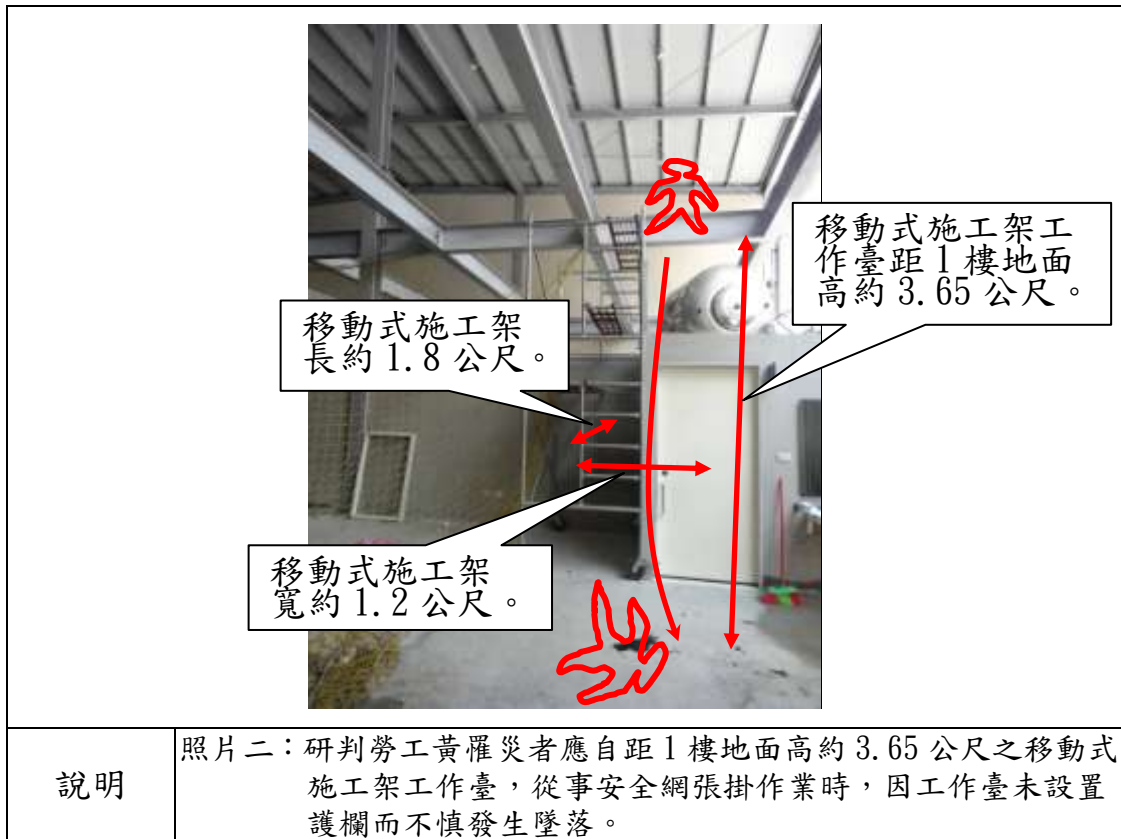 移動式施工架工
作臺距 1 樓地面
高約 3.65 公尺。
移動式施工架
長約 1.8 公尺。
移動式施工架
寬約 1.2 公尺。
說明
照片二：研判勞工黃罹災者應自距 1 樓地面高約 3.65 公尺之移動式
施工架工作臺，從事安全網張掛作業時，因工作臺未設置
護欄而不慎發生墜落。